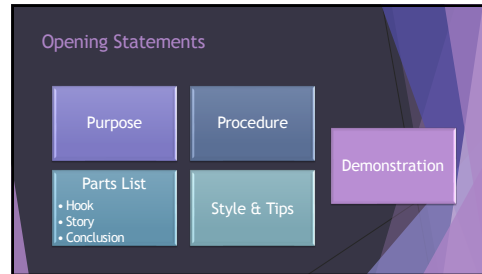 Opening Statements
Purpose
Procedure
Parts List
• Hook
• Story
• Conclusion
Style & Tips
Demonstration